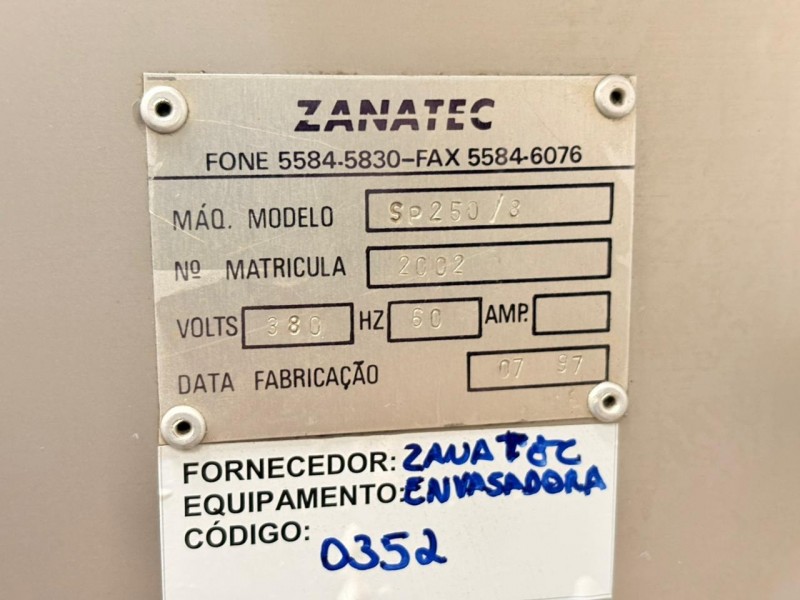 ZANATEC
FONE 5584-5830-FAX 5584-6076
MÁQ. MODELO SP250/3
Nº MATRICULA 2002
VOLTS 380 HZ 60 AMP.
DATA FABRICAÇÃO 07 97
FORNECEDOR: ZANATEC
EQUIPAMENTO: ENVASADORA
CÓDIGO: 0352